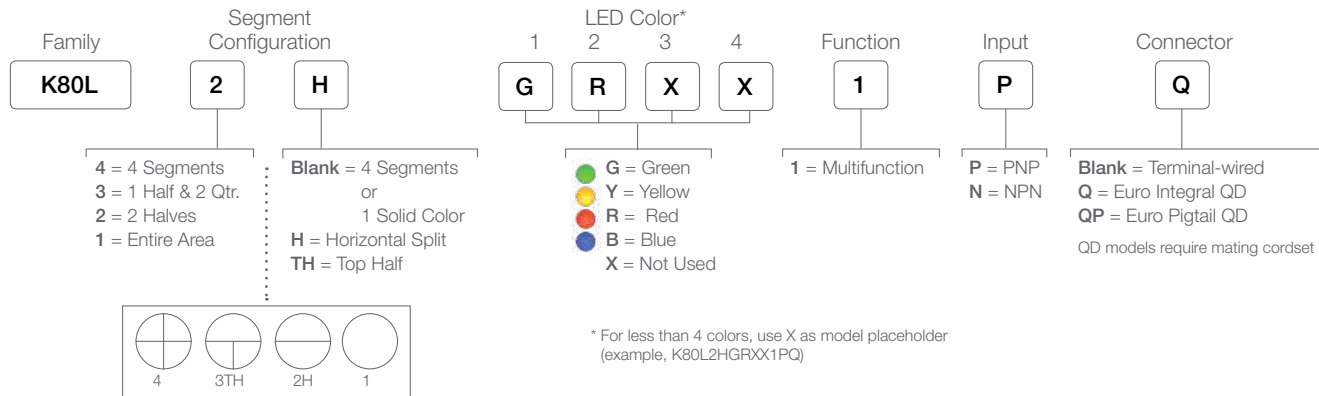 Family
Segment
Configuration
LED Color*
1 2 3 4
Function
Input
Connector
K80L
2
H
G R X X
1
P
Q
4 = 4 Segments
3 = 1 Half & 2 Qtr.
2 = 2 Halves
1 = Entire Area
Blank = 4 Segments
or
1 Solid Color
H = Horizontal Split
TH = Top Half
G = Green
Y = Yellow
R = Red
B = Blue
X = Not Used
1 = Multifunction
P = PNP
N = NPN
Blank = Terminal-wired
Q = Euro Integral QD
QP = Euro Pigtail QD
QD models require mating cordset
4 3TH 2H 1
* For less than 4 colors, use X as model placeholder
(example, K80L2HGRXX1PQ)